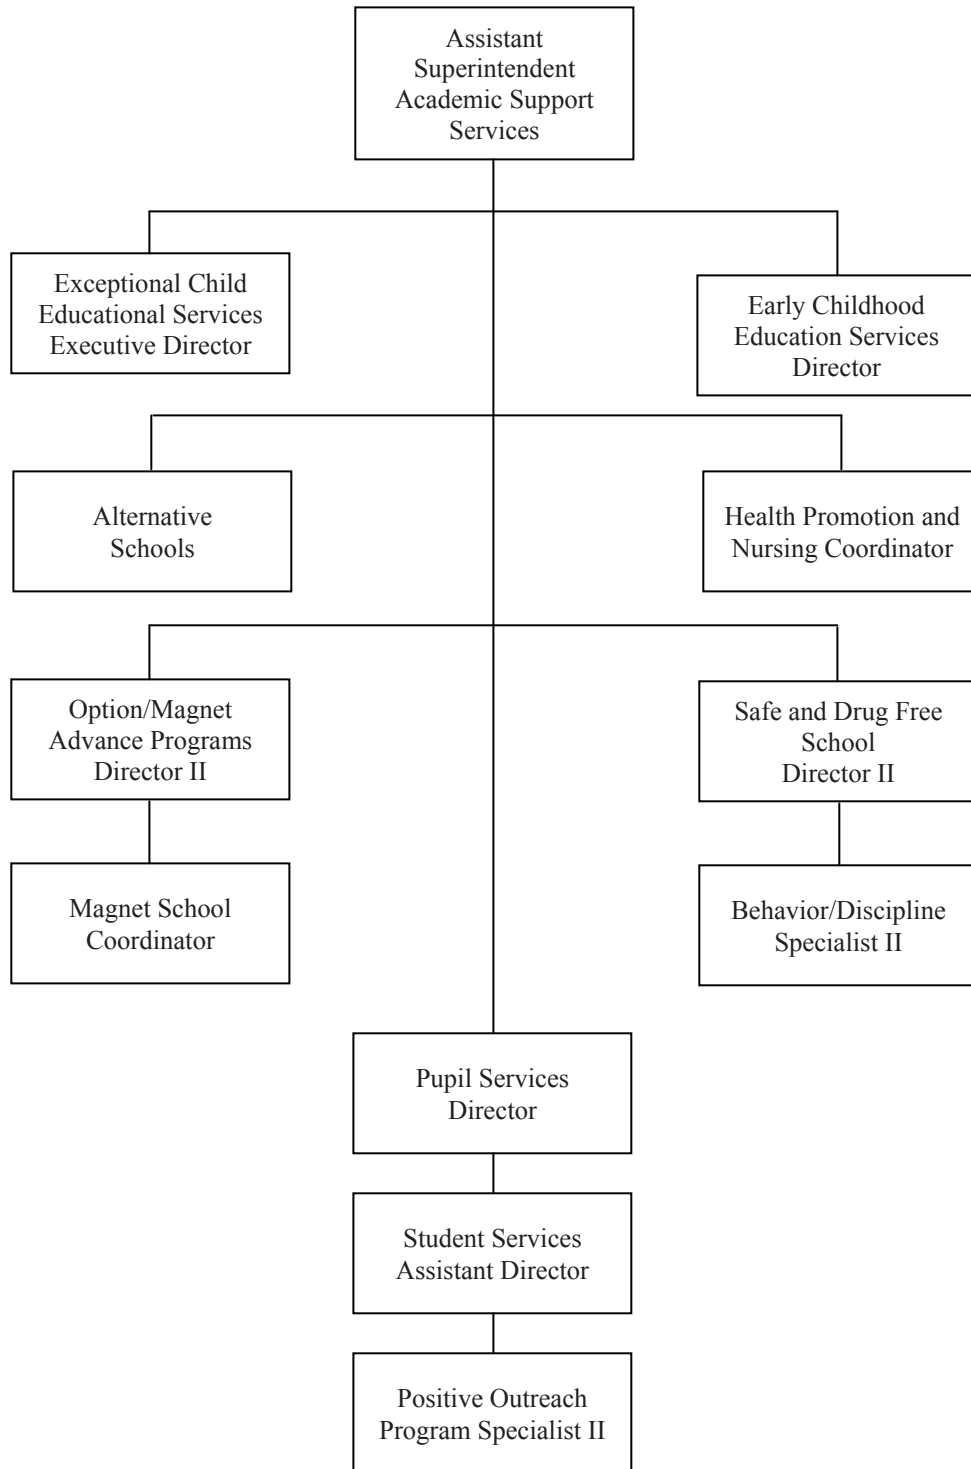 Assistant
Superintendent
Academic Support
Services
Exceptional Child
Educational Services
Executive Director
Early Childhood
Education Services
Director
Alternative
Schools
Health Promotion and
Nursing Coordinator
Option/Magnet
Advance Programs
Director II
Safe and Drug Free
School
Director II
Magnet School
Coordinator
Behavior/Discipline
Specialist II
Pupil Services
Director
Student Services
Assistant Director
Positive Outreach
Program Specialist II